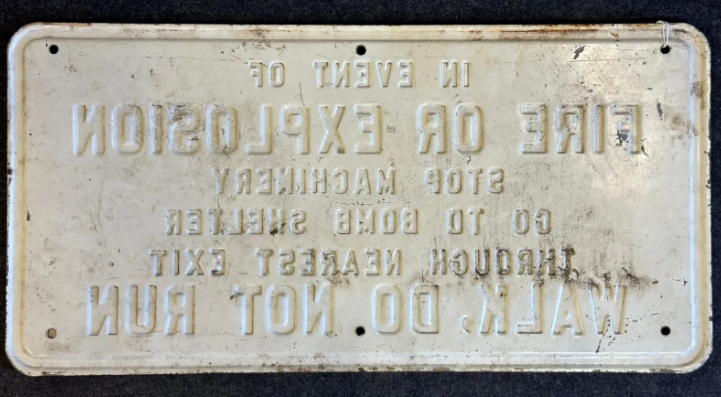 IN EVENT OF
FIRE OR EXPLOSION
STOP MACHINERY
GO TO BOMB SHELTER
THROUGH NEAREST EXIT
WALK, DO NOT RUN